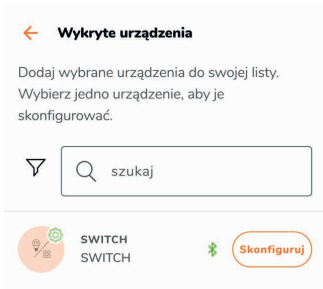 Wykryte urządzenia
Dodaj wybrane urządzenia do swojej listy.
Wybierz jedno urządzenie, aby je
skonfigurować.
szukaj
SWITCH
SWITCH
Skonfiguruj